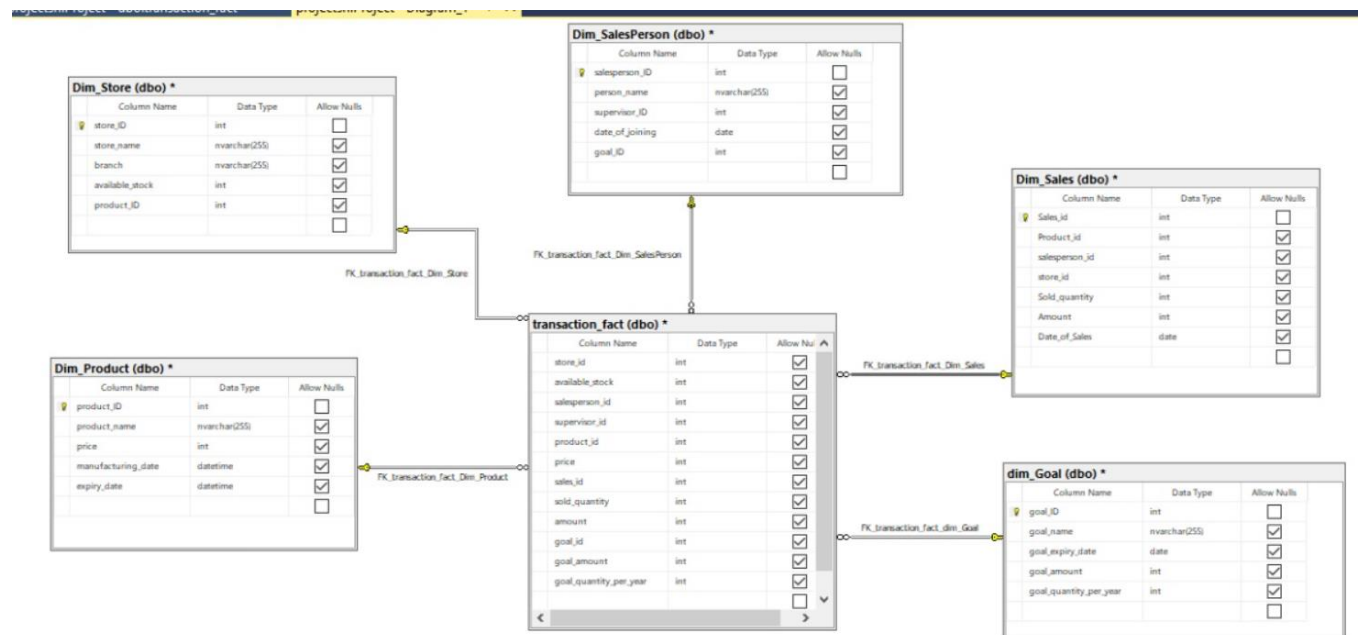 Dim_SalesPerson (dbo) *
Column Name Data Type Allow Nulls
salesperson_ID int
person_name nvarchar(255)
supervisor_ID int
date_of_joining date
goal_ID int
Dim_Store (dbo) *
Column Name Data Type Allow Nulls
store_ID int
store_name nvarchar(255)
branch nvarchar(255)
available_stock int
product_ID int
Dim_Sales (dbo) *
Column Name Data Type Allow Nulls
Sales_id int
Product_id int
salesperson_id int
store_id int
Sold_quantity int
Amount int
Date_of_Sales date
FK_transaction_fact_Dim_SalesPerson
FK_transaction_fact_Dim_Store
transaction_fact (dbo) *
Column Name Data Type Allow Nul
store_id int
available_stock int
salesperson_id int
supervisor_id int
product_id int
price int
sales_id int
sold_quantity int
amount int
goal_id int
goal_amount int
goal_quantity_per_year int
FK_transaction_fact_Dim_Sales
Dim_Product (dbo) *
Column Name Data Type Allow Nulls
product_ID int
product_name nvarchar(255)
price int
manufacturing_date datetime
expiry_date datetime
FK_transaction_fact_Dim_Product
FK_transaction_fact_dim_Goal
dim_Goal (dbo) *
Column Name Data Type Allow Nulls
goal_ID int
goal_name nvarchar(255)
goal_expiry_date date
goal_amount int
goal_quantity_per_year int